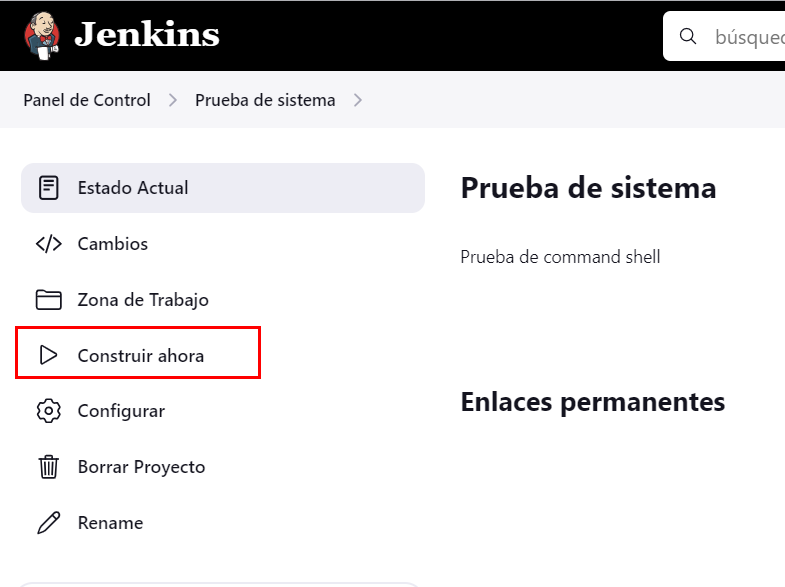 Jenkins
búsqued
Panel de Control
Prueba de sistema
Estado Actual
Cambios
Zona de Trabajo
Construir ahora
Configurar
Borrar Proyecto
Rename
Prueba de sistema
Prueba de command shell
Enlaces permanentes